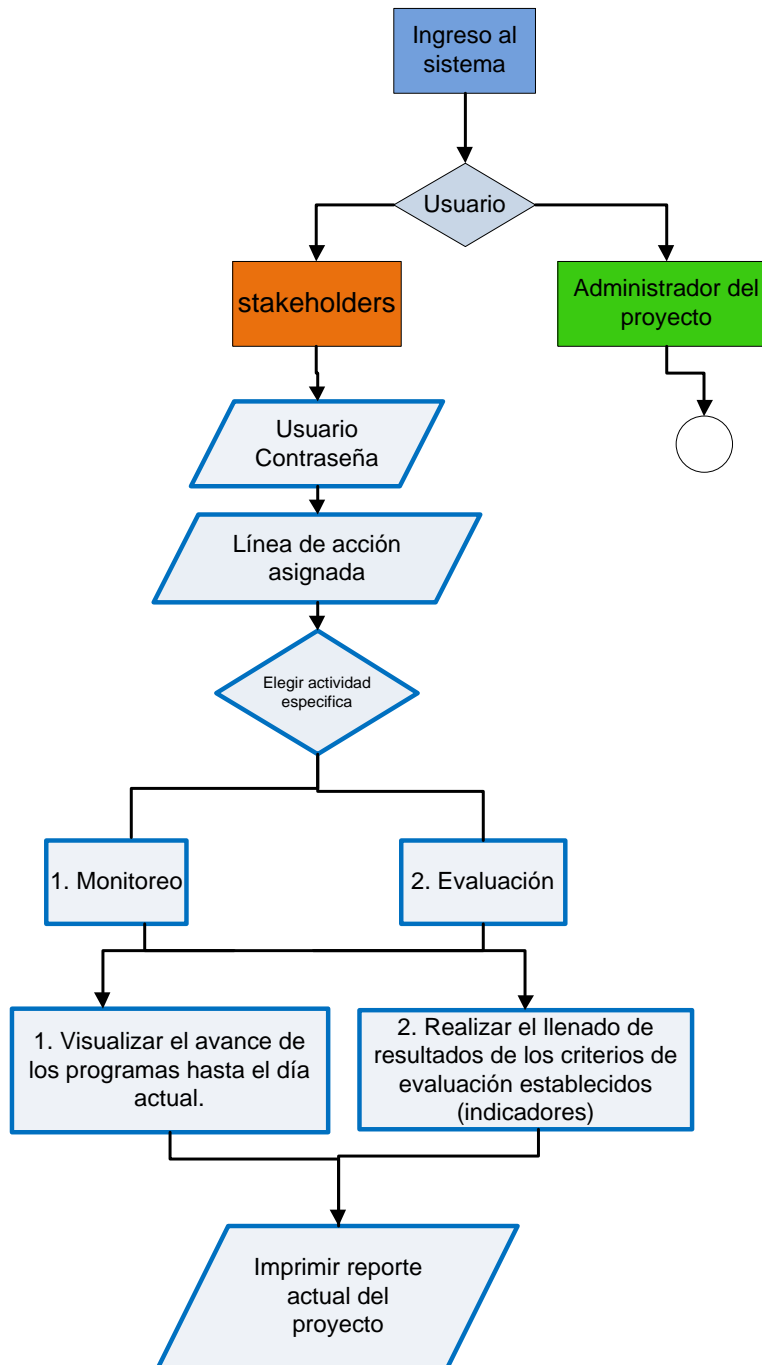 Ingreso al
sistema
Usuario
stakeholders
Administrador del
proyecto
Usuario
Contraseña
Línea de acción
asignada
Elegir actividad
especifica
1. Monitoreo
2. Evaluación
1. Visualizar el avance de
los programas hasta el día
actual.
2. Realizar el llenado de
resultados de los criterios de
evaluación establecidos
(indicadores)
Imprimir reporte
actual del
proyecto